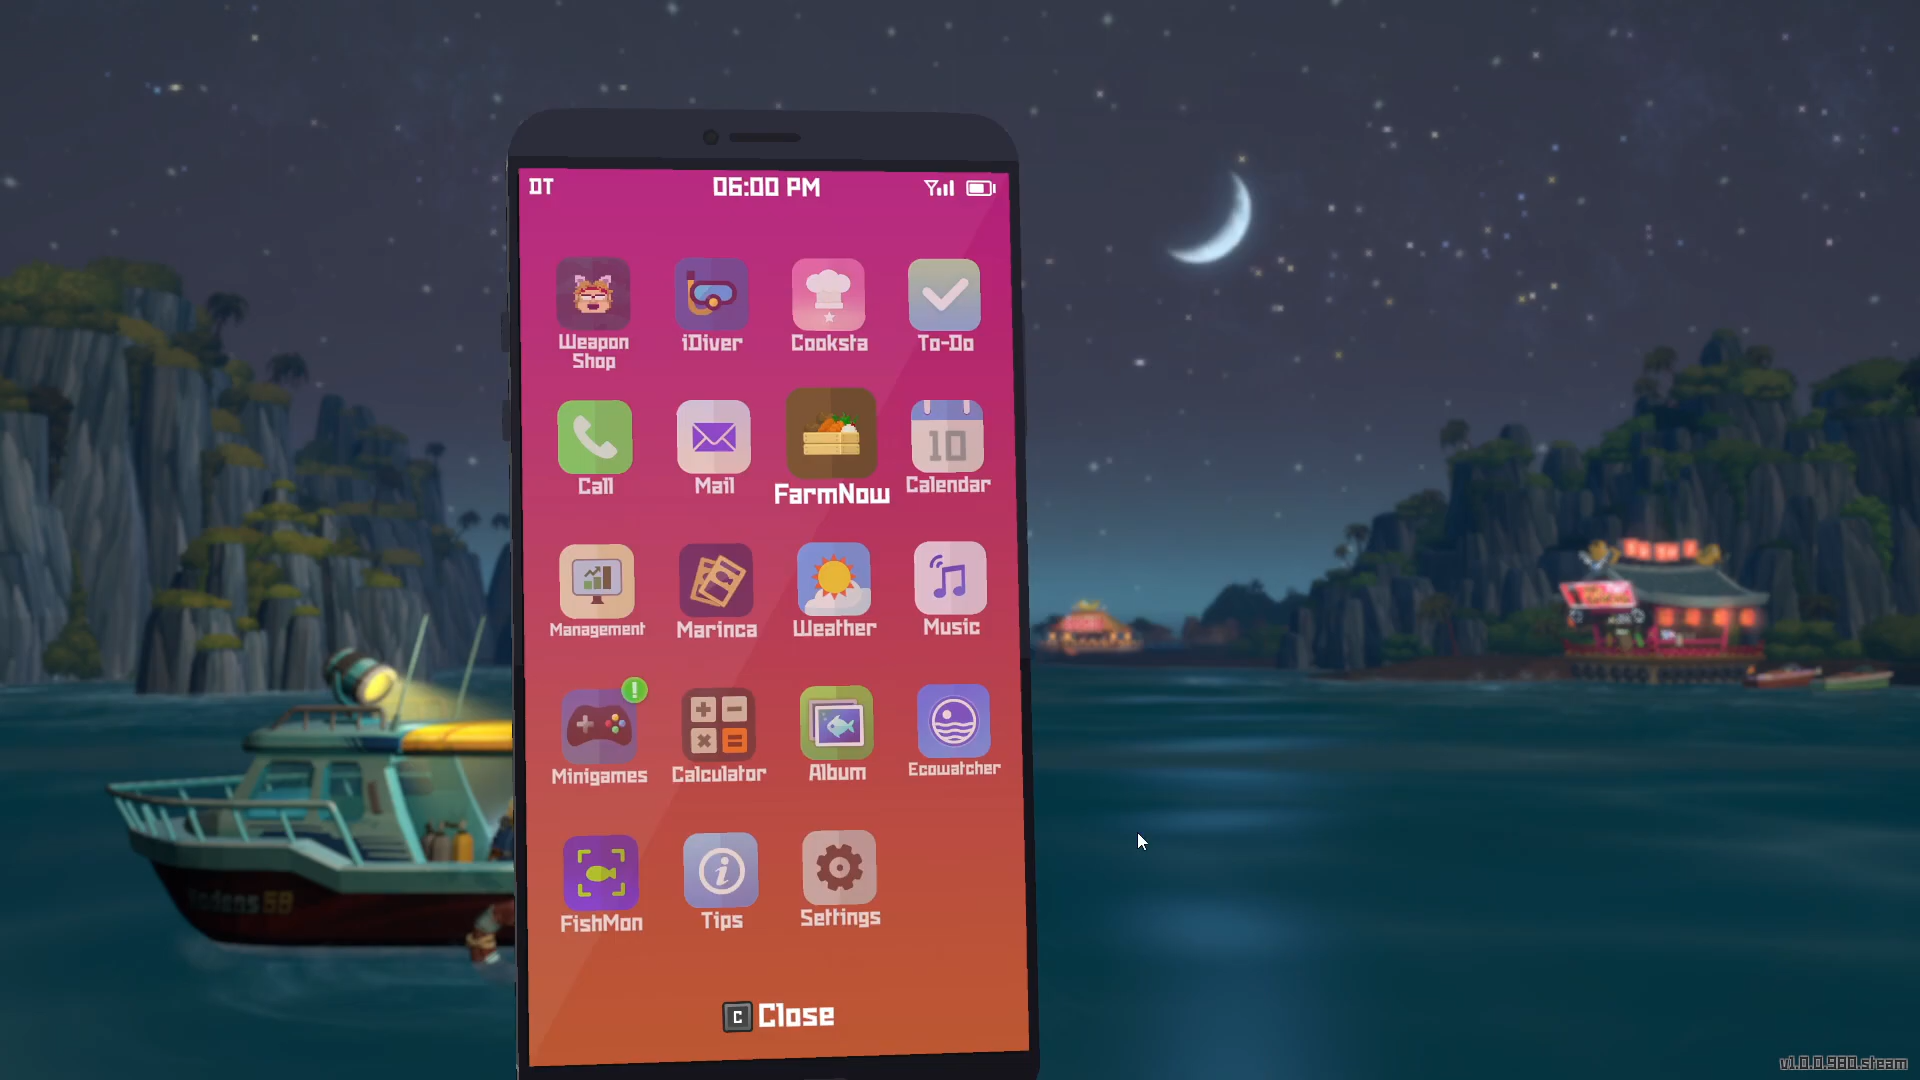 DT
06:00 PM
Weapon
Shop
iDiver
Cooksta
To-Do
Call
Mail
FarmNow
10
Calendar
Management
Marinca
Weather
Music
!
Minigames
Calculator
Album
Ecowatcher
FishMon
i
Tips
Settings
C Close
v1.0.0.980.steam